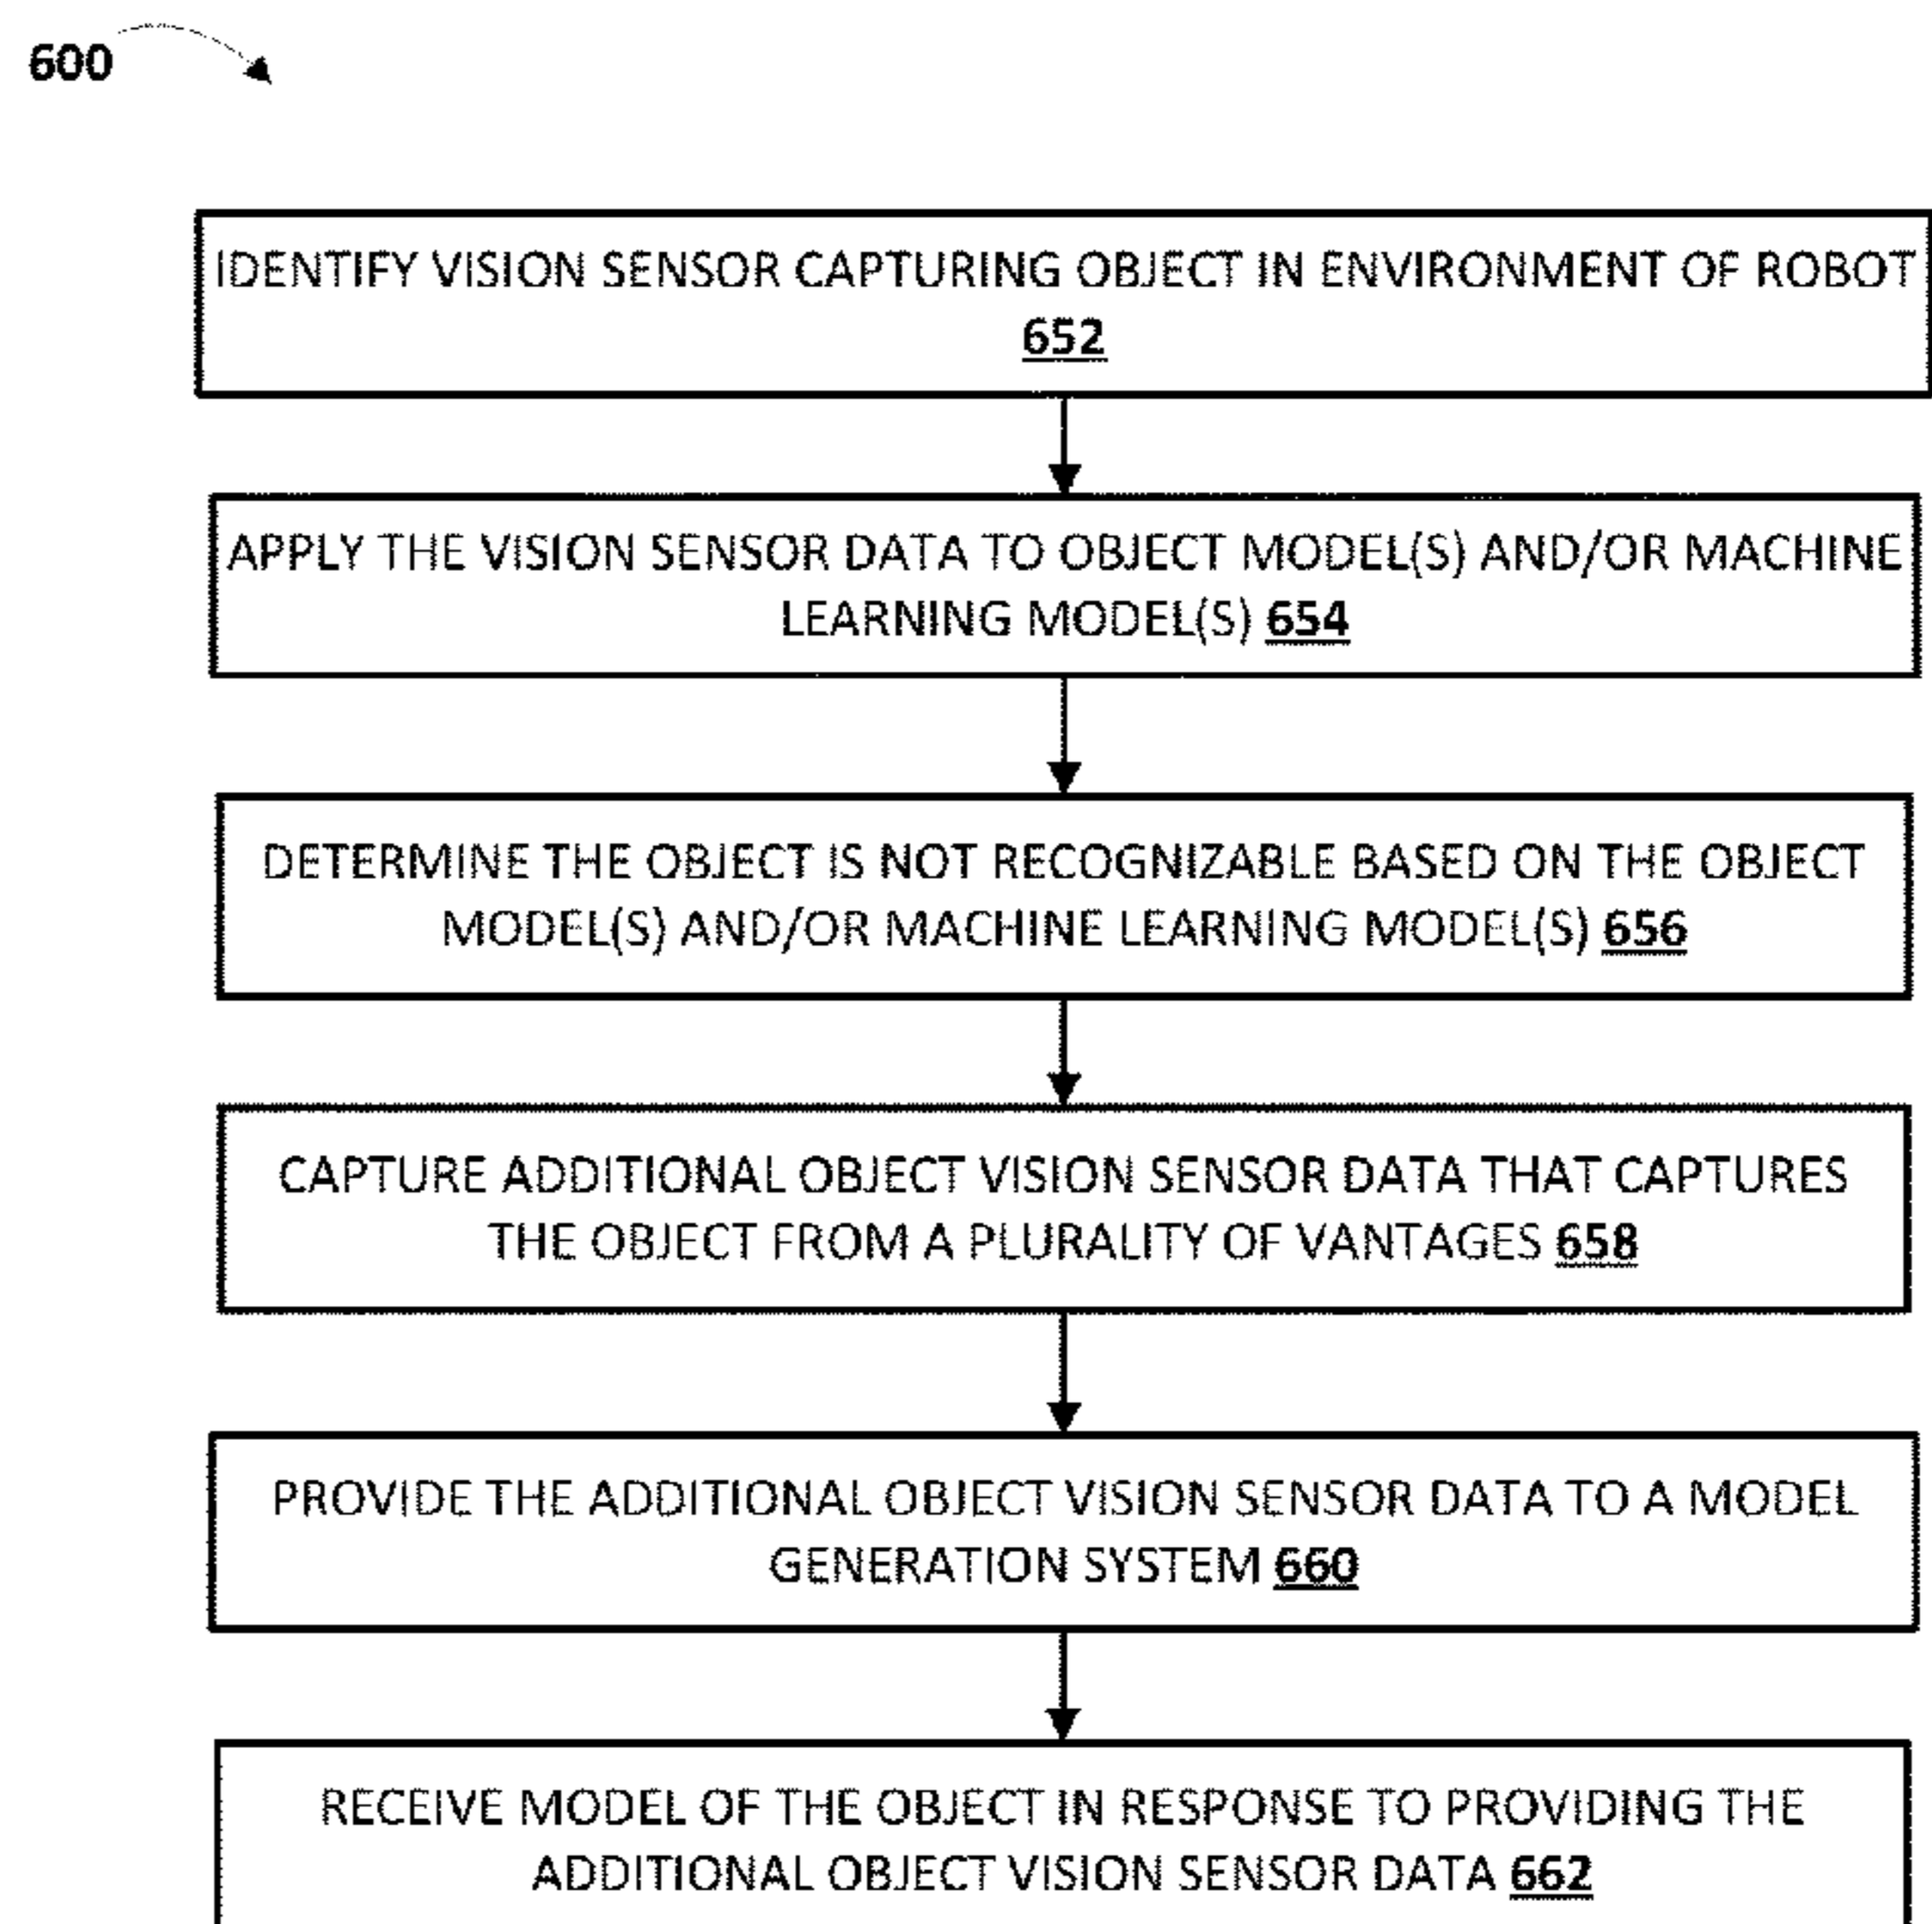 600
IDENTIFY VISION SENSOR CAPTURING OBJECT IN ENVIRONMENT OF ROBOT
652
APPLY THE VISION SENSOR DATA TO OBJECT MODEL(S) AND/OR MACHINE
LEARNING MODEL(S) 654
DETERMINE THE OBJECT IS NOT RECOGNIZABLE BASED ON THE OBJECT
MODEL(S) AND/OR MACHINE LEARNING MODEL(S) 656
CAPTURE ADDITIONAL OBJECT VISION SENSOR DATA THAT CAPTURES
THE OBJECT FROM A PLURALITY OF VANTAGES 658
PROVIDE THE ADDITIONAL OBJECT VISION SENSOR DATA TO A MODEL
GENERATION SYSTEM 660
RECEIVE MODEL OF THE OBJECT IN RESPONSE TO PROVIDING THE
ADDITIONAL OBJECT VISION SENSOR DATA 662